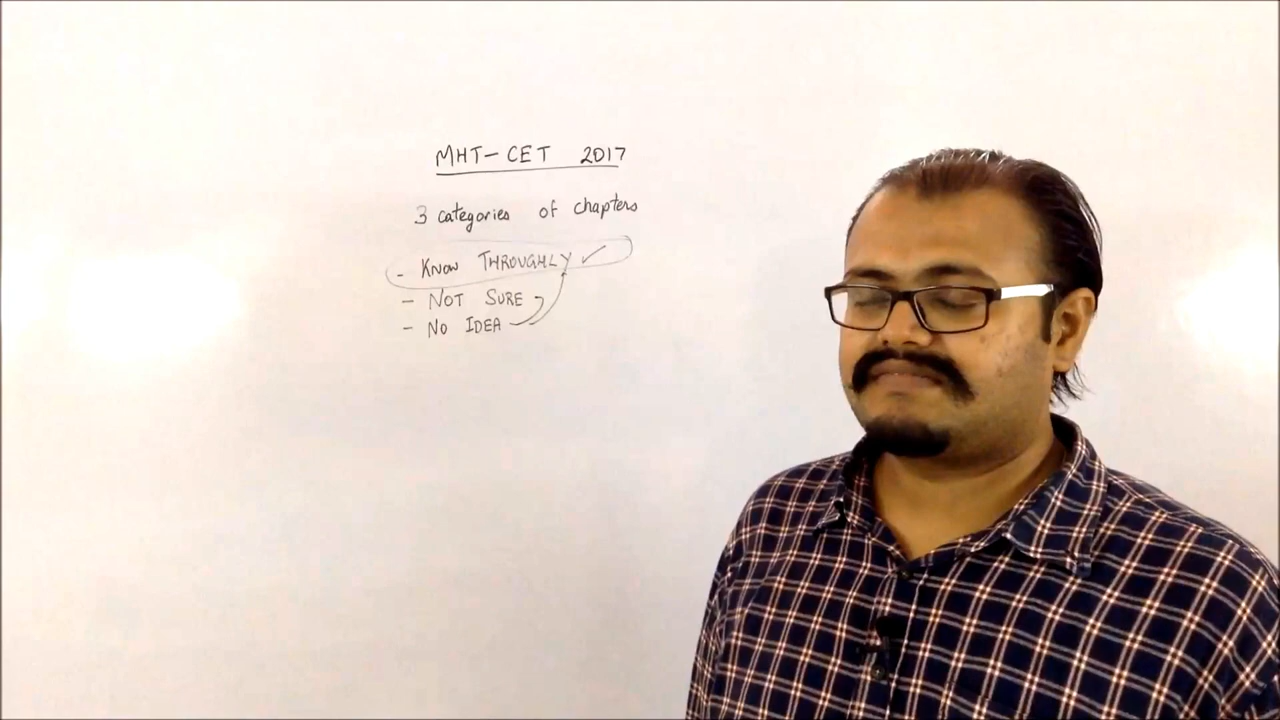 MHT-CET 2017
3 categories of chapters
- KNOW THROUGHLY ✓
- NOT SURE
- NO IDEA